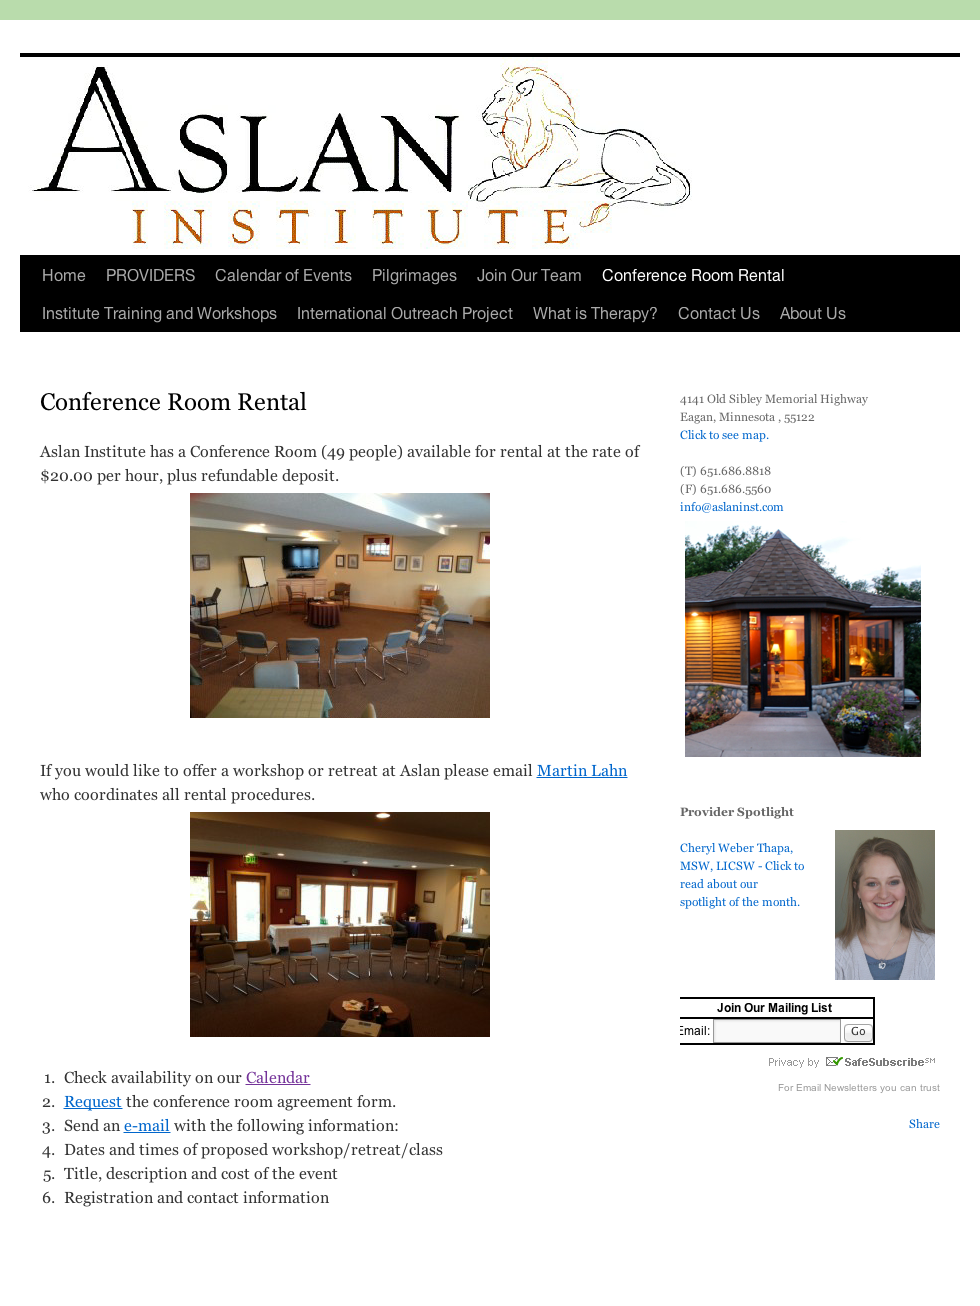 ASLAN
INSTITUTE
Home PROVIDERS Calendar of Events Pilgrimages Join Our Team Conference Room Rental
Institute Training and Workshops International Outreach Project What is Therapy? Contact Us About Us
Conference Room Rental
Aslan Institute has a Conference Room (49 people) available for rental at the rate of
$20.00 per hour, plus refundable deposit.
If you would like to offer a workshop or retreat at Aslan please email Martin Lahn
who coordinates all rental procedures.
1. Check availability on our Calendar
2. Request the conference room agreement form.
3. Send an e-mail with the following information:
4. Dates and times of proposed workshop/retreat/class
5. Title, description and cost of the event
6. Registration and contact information
4141 Old Sibley Memorial Highway
Eagan, Minnesota , 55122
Click to see map.
(T) 651.686.8818
(F) 651.686.5560
info@aslaninst.com
Provider Spotlight
Cheryl Weber Thapa,
MSW, LICSW - Click to
read about our
spotlight of the month.
Join Our Mailing List
Email: Go
Privacy by SafeSubscribe℠
For Email Newsletters you can trust
Share